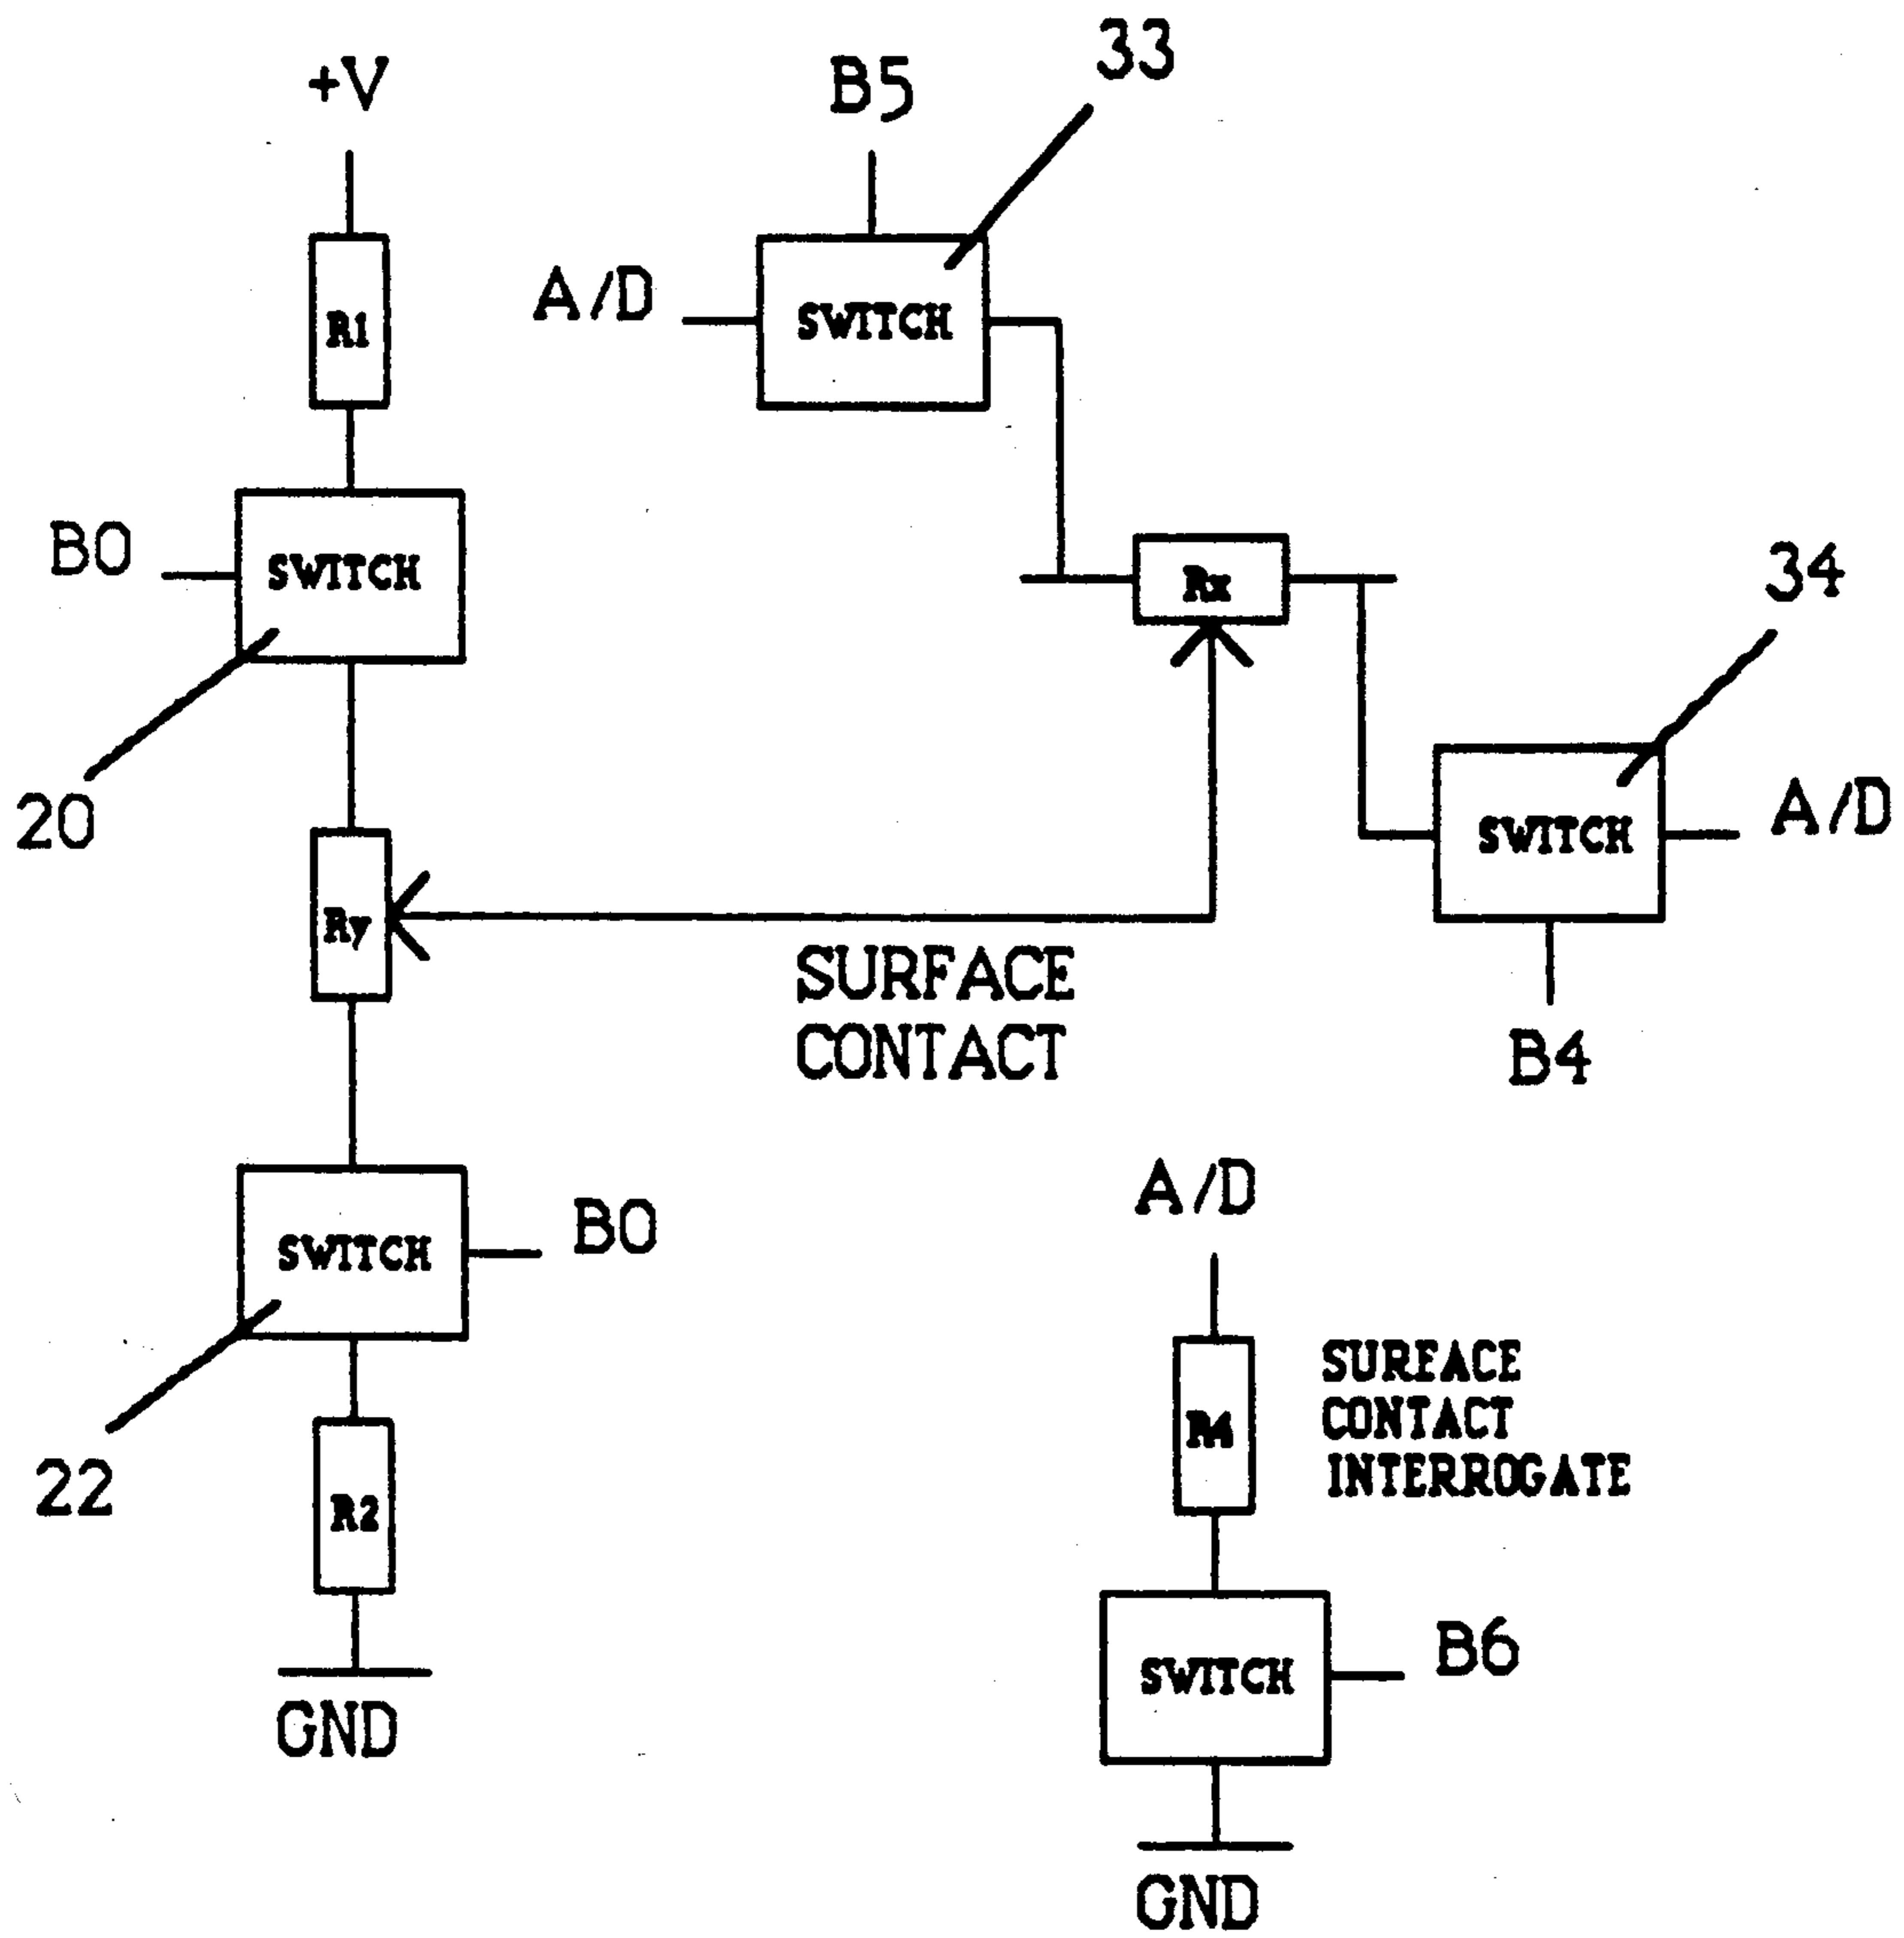 +V
B5
33
A/D
SWITCH
R1
B0
SWITCH
Rx
34
20
SWITCH
A/D
Ry
SURFACE
CONTACT
B4
A/D
SWITCH
B0
SURFACE
CONTACT
INTERROGATE
R4
22
R2
SWITCH
B6
GND
GND